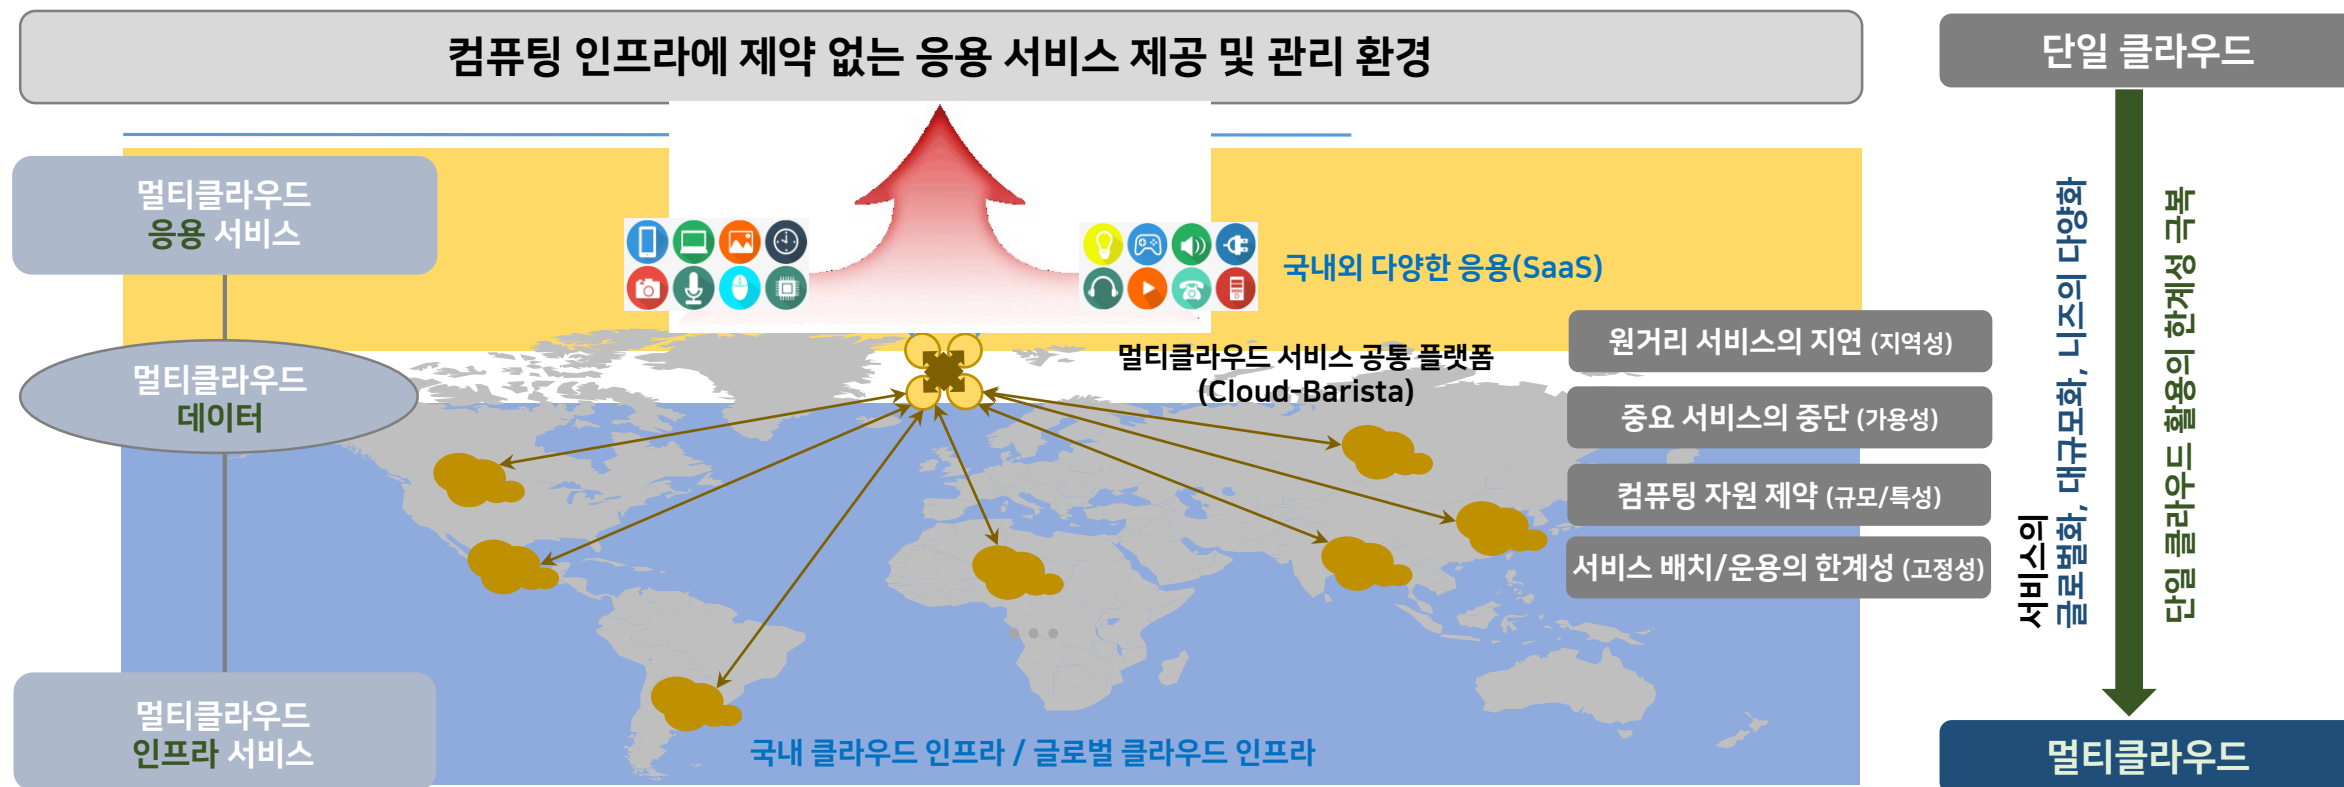 컴퓨팅 인프라에 제약 없는 응용 서비스 제공 및 관리 환경
단일 클라우드
멀티클라우드
응용 서비스
국내외 다양한 응용(SaaS)
멀티클라우드
데이터
멀티클라우드 서비스 공통 플랫폼
(Cloud-Barista)
원거리 서비스의 지연 (지역성)
중요 서비스의 중단 (가용성)
컴퓨팅 자원 제약 (규모/특성)
서비스 배치/운용의 한계성 (고정성)
서비스의
글로벌화, 대규모화, 니즈의 다양화
단일 클라우드 활용의 한계성 극복
멀티클라우드
인프라 서비스
국내 클라우드 인프라 / 글로벌 클라우드 인프라
멀티클라우드